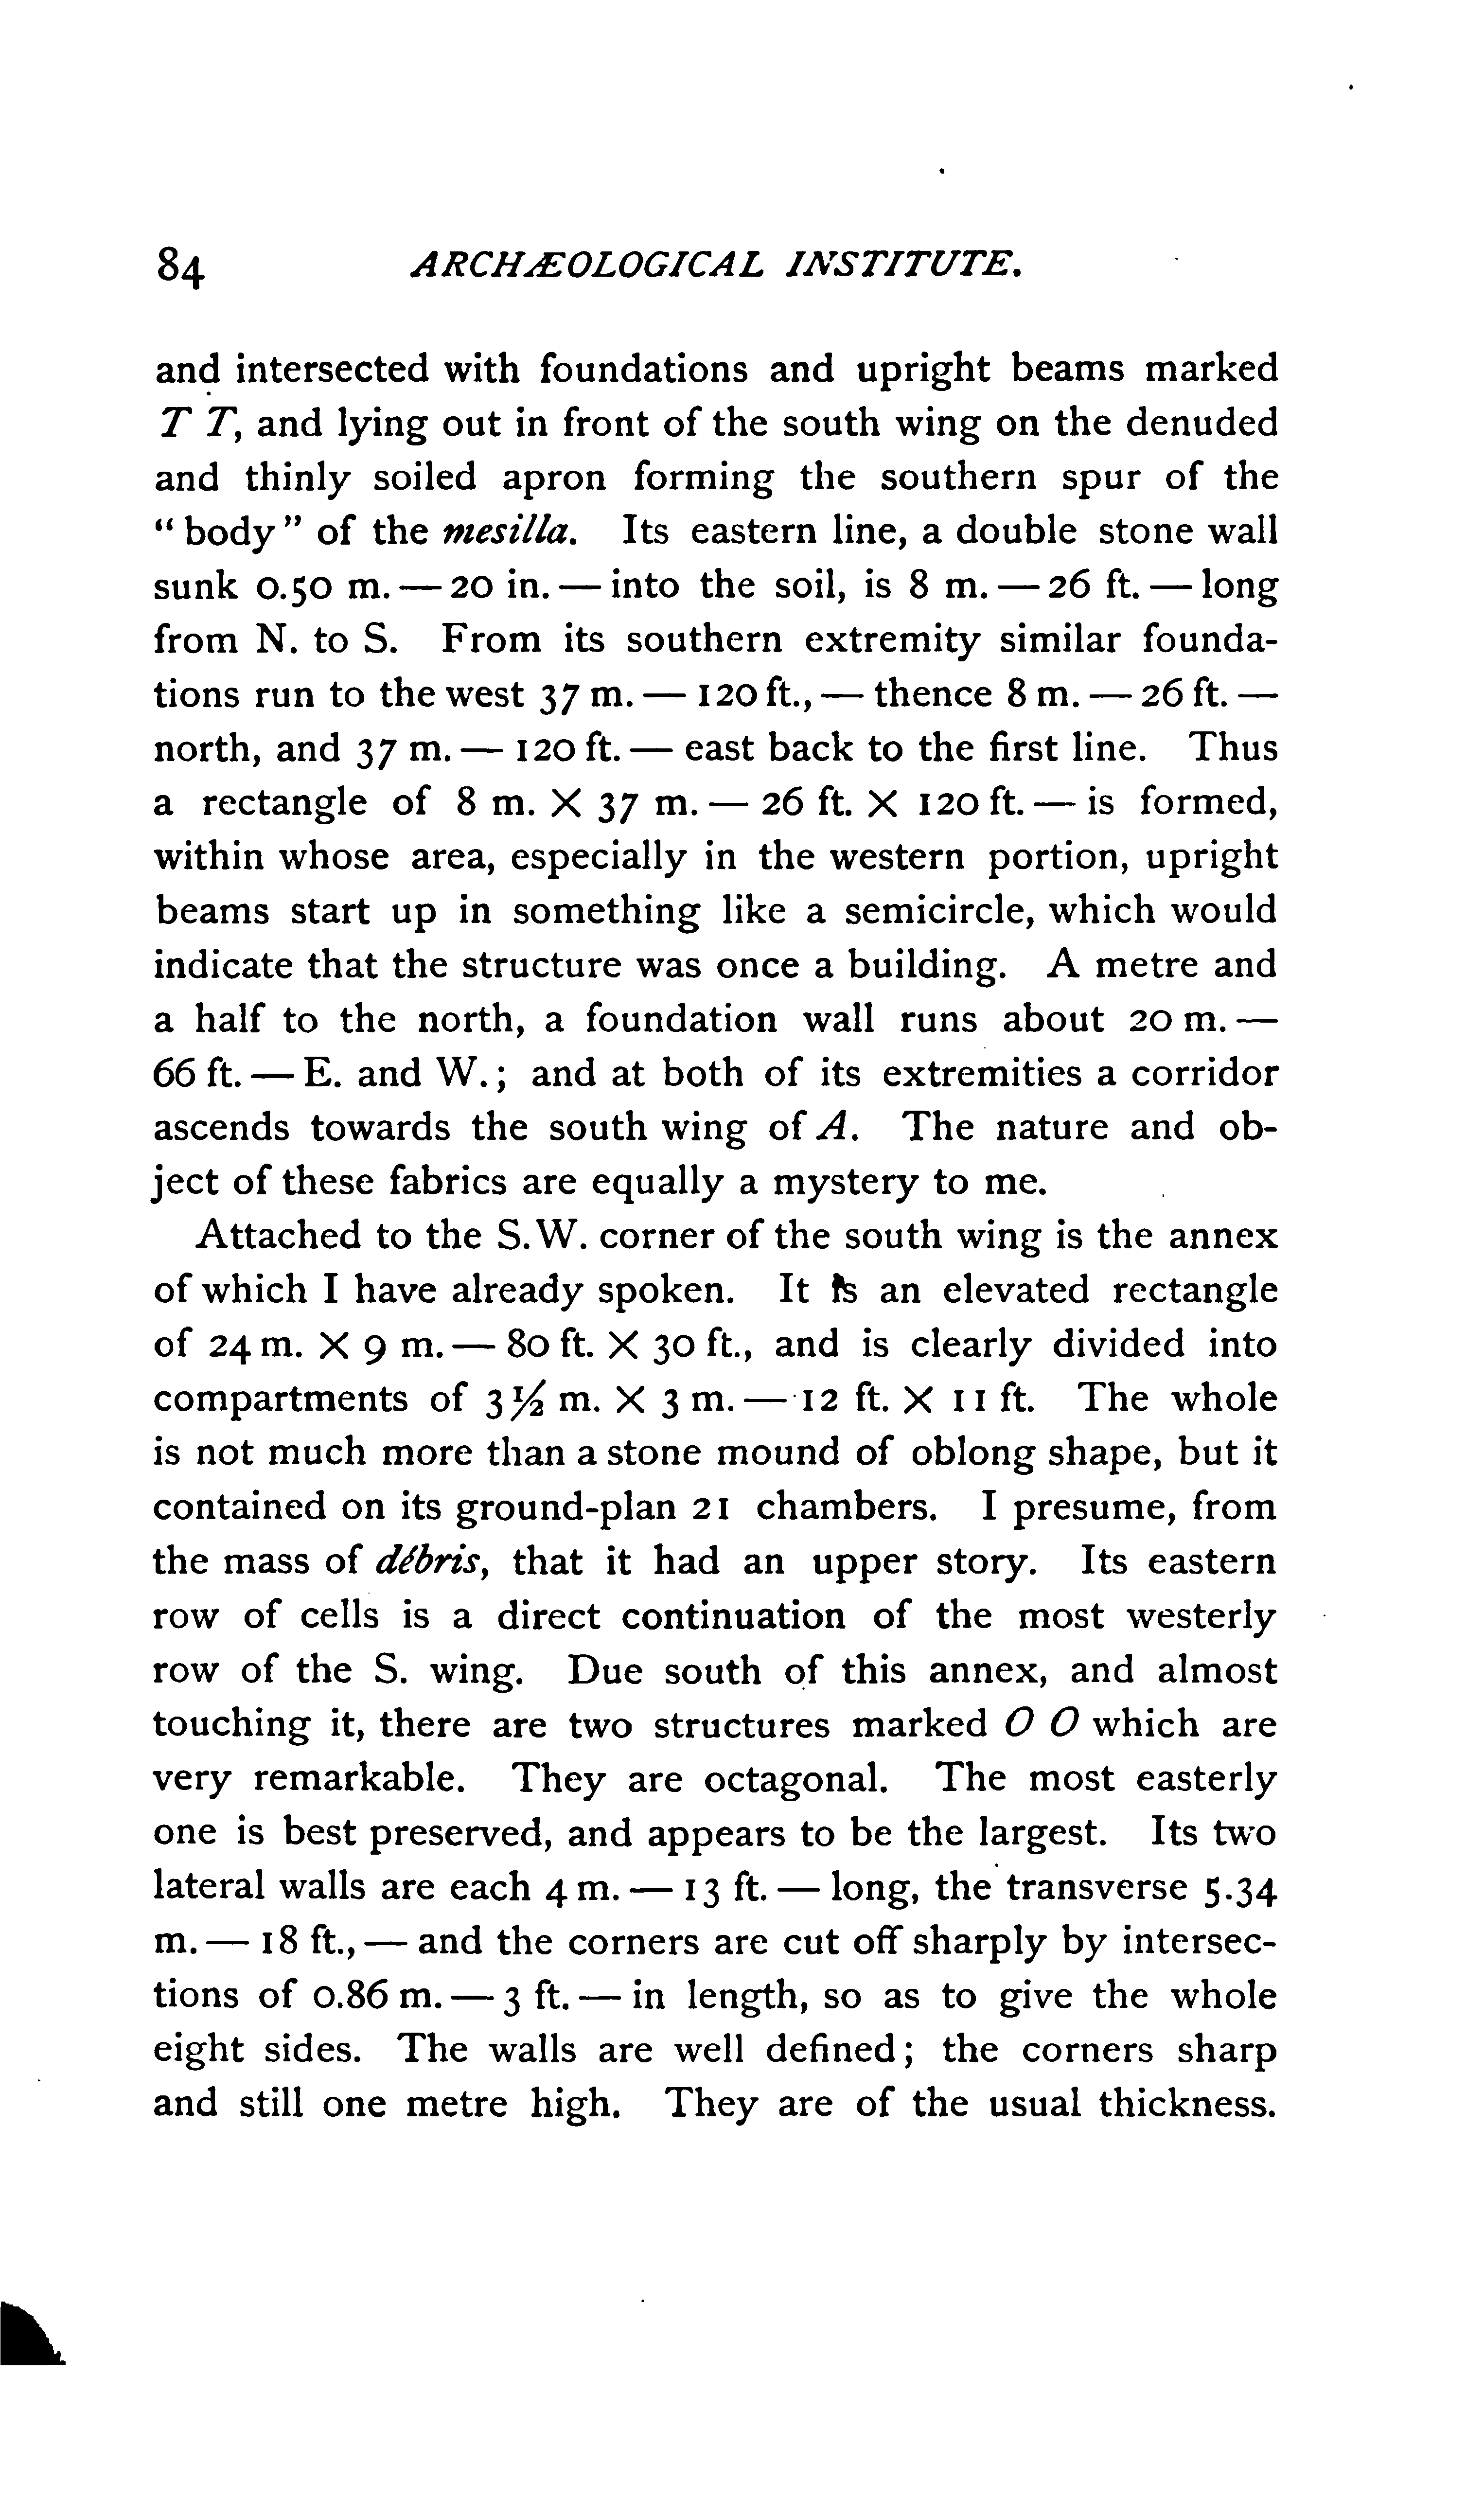 84 ARCHÆOLOGICAL INSTITUTE.
and intersected with foundations and upright beams marked
T T, and lying out in front of the south wing on the denuded
and thinly soiled apron forming the southern spur of the
“body” of the mesilla. Its eastern line, a double stone wall
sunk 0.50 m. — 20 in. — into the soil, is 8 m. — 26 ft. — long
from N. to S. From its southern extremity similar founda-
tions run to the west 37 m. — 120 ft., — thence 8 m. — 26 ft. —
north, and 37 m. — 120 ft. — east back to the first line. Thus
a rectangle of 8 m. X 37 m. — 26 ft. X 120 ft. — is formed,
within whose area, especially in the western portion, upright
beams start up in something like a semicircle, which would
indicate that the structure was once a building. A metre and
a half to the north, a foundation wall runs about 20 m. —
66 ft. — E. and W.; and at both of its extremities a corridor
ascends towards the south wing of A. The nature and ob-
ject of these fabrics are equally a mystery to me.
Attached to the S.W. corner of the south wing is the annex
of which I have already spoken. It is an elevated rectangle
of 24 m. X 9 m. — 80 ft. X 30 ft., and is clearly divided into
compartments of 3½ m. X 3 m. — 12 ft. X 11 ft. The whole
is not much more than a stone mound of oblong shape, but it
contained on its ground-plan 21 chambers. I presume, from
the mass of débris, that it had an upper story. Its eastern
row of cells is a direct continuation of the most westerly
row of the S. wing. Due south of this annex, and almost
touching it, there are two structures marked O O which are
very remarkable. They are octagonal. The most easterly
one is best preserved, and appears to be the largest. Its two
lateral walls are each 4 m. — 13 ft. — long, the transverse 5.34
m. — 18 ft., — and the corners are cut off sharply by intersec-
tions of 0.86 m. — 3 ft. — in length, so as to give the whole
eight sides. The walls are well defined; the corners sharp
and still one metre high. They are of the usual thickness.